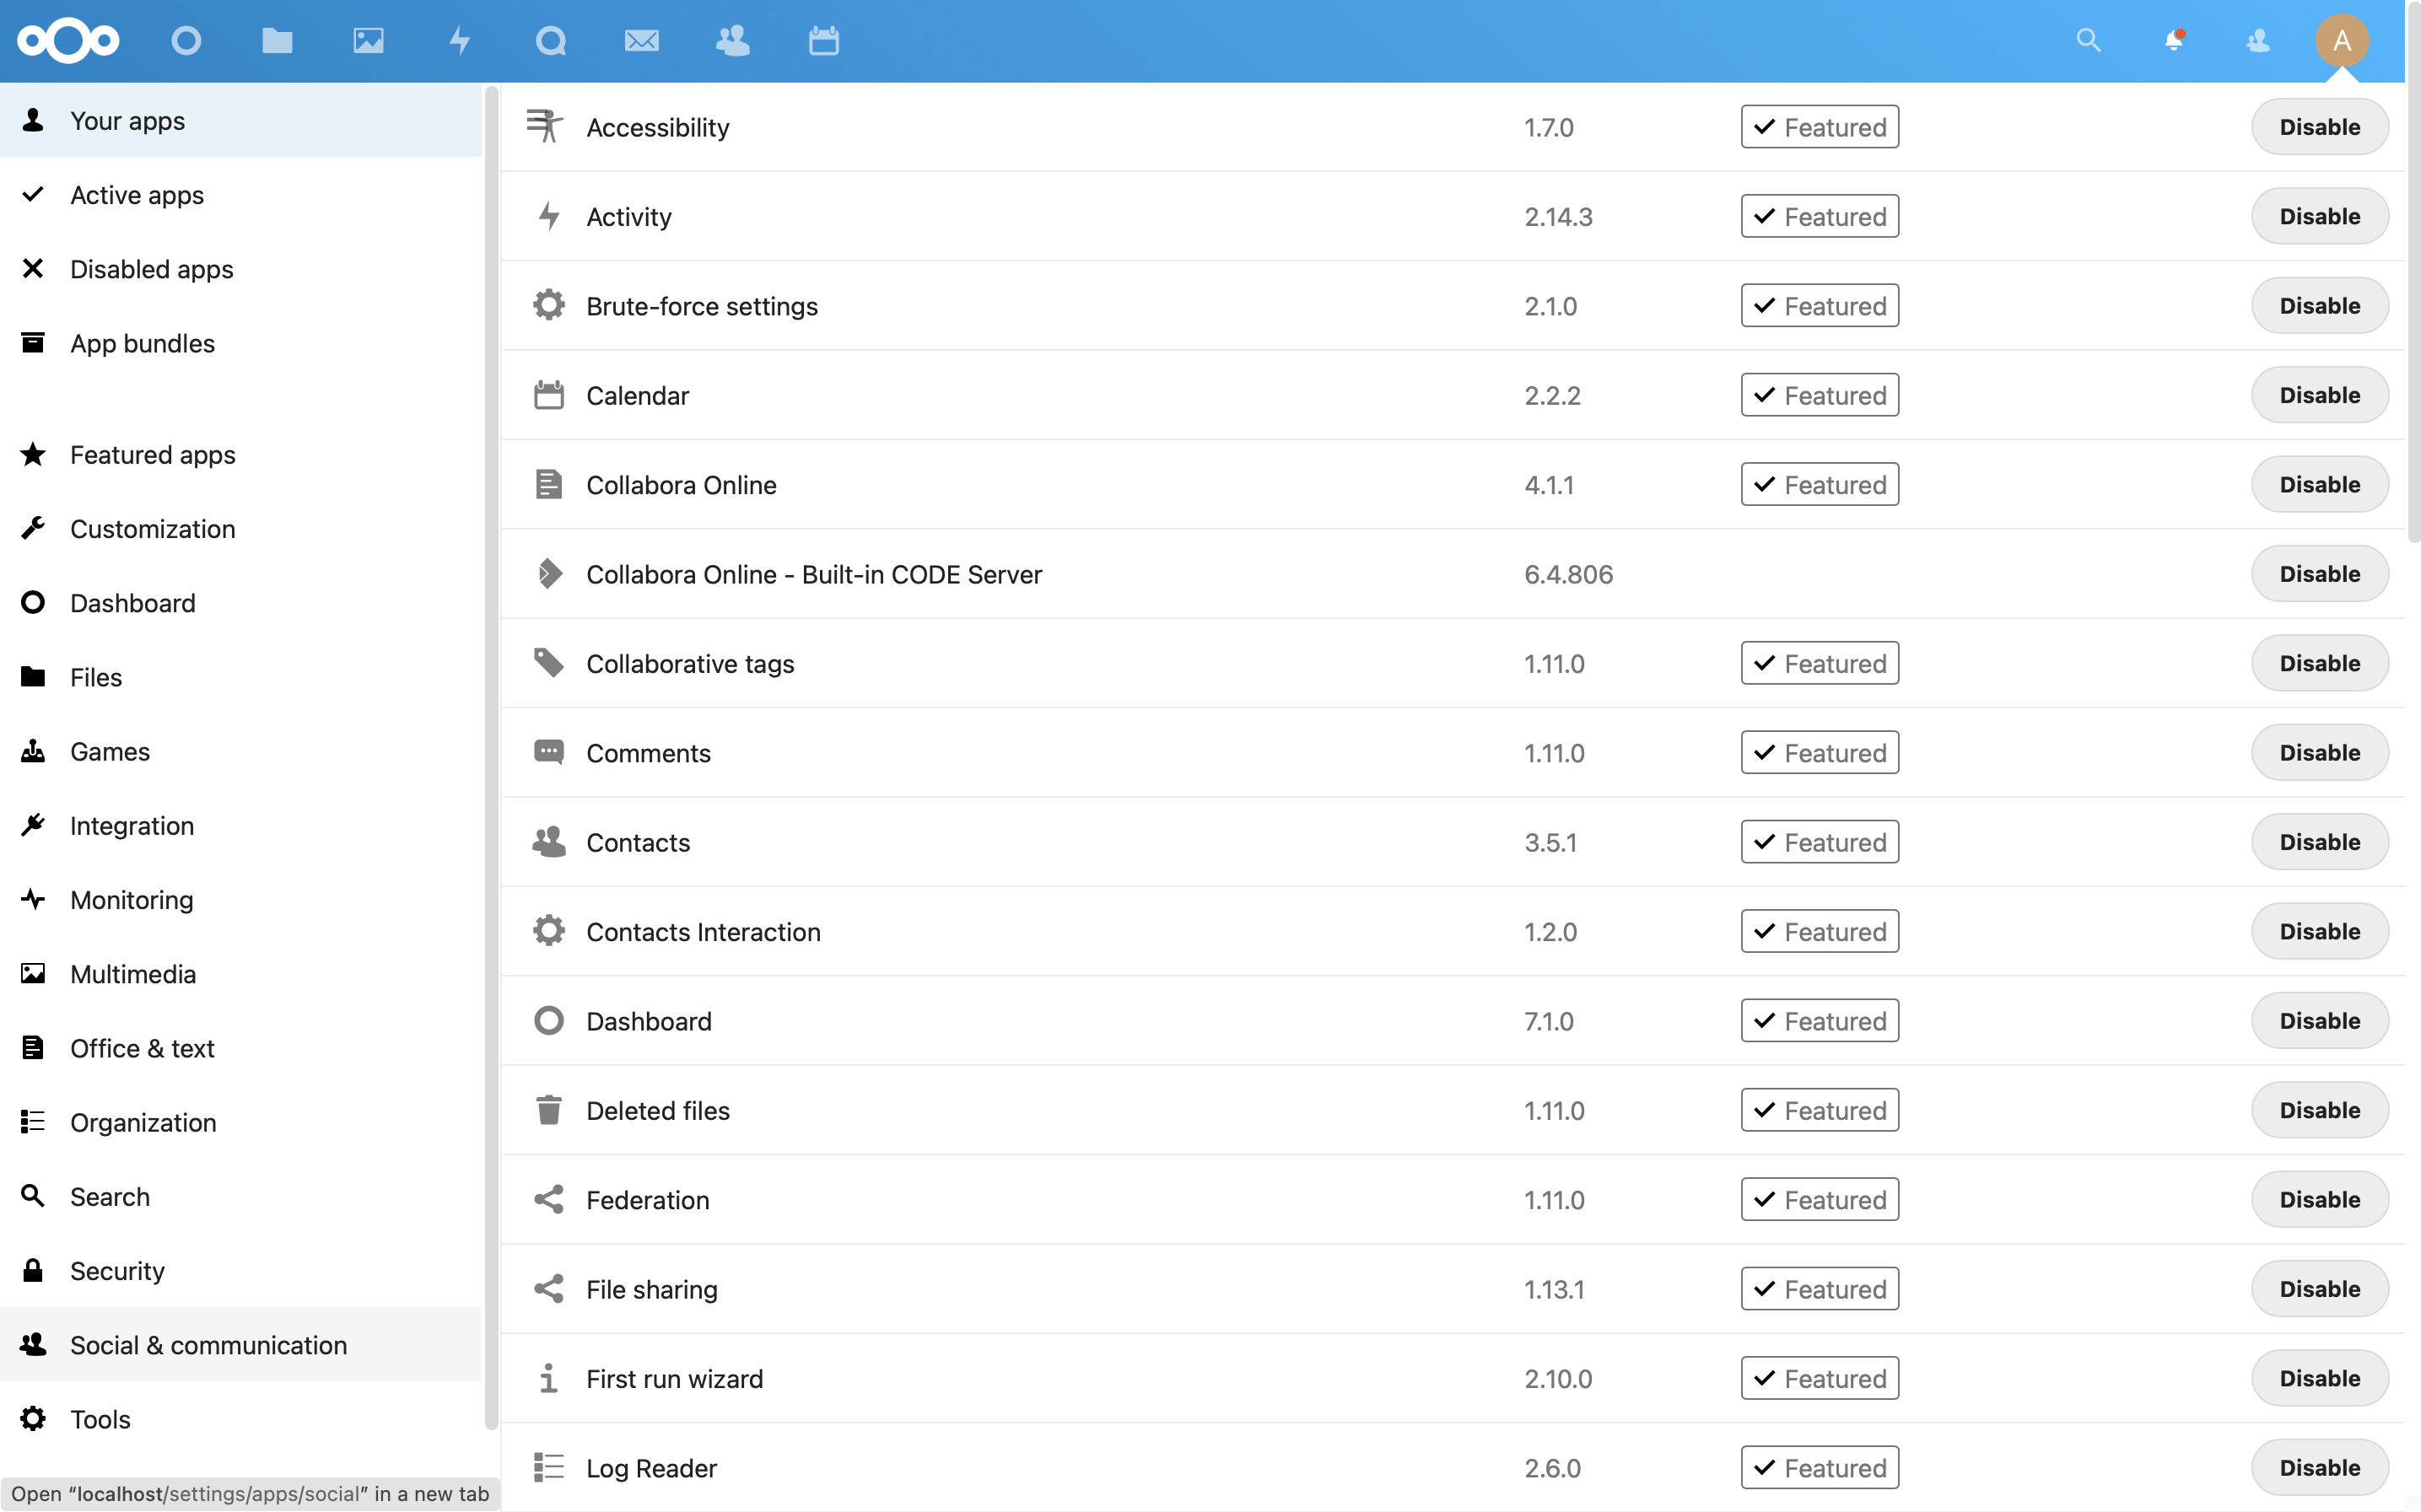 A
Your apps
Active apps
Disabled apps
App bundles
Featured apps
Customization
Dashboard
Files
Games
Integration
Monitoring
Multimedia
Office & text
Organization
Search
Security
Social & communication
Tools
Open “localhost/settings/apps/social” in a new tab
Accessibility 1.7.0 Featured Disable
Activity 2.14.3 Featured Disable
Brute-force settings 2.1.0 Featured Disable
Calendar 2.2.2 Featured Disable
Collabora Online 4.1.1 Featured Disable
Collabora Online - Built-in CODE Server 6.4.806 Disable
Collaborative tags 1.11.0 Featured Disable
Comments 1.11.0 Featured Disable
Contacts 3.5.1 Featured Disable
Contacts Interaction 1.2.0 Featured Disable
Dashboard 7.1.0 Featured Disable
Deleted files 1.11.0 Featured Disable
Federation 1.11.0 Featured Disable
File sharing 1.13.1 Featured Disable
First run wizard 2.10.0 Featured Disable
Log Reader 2.6.0 Featured Disable